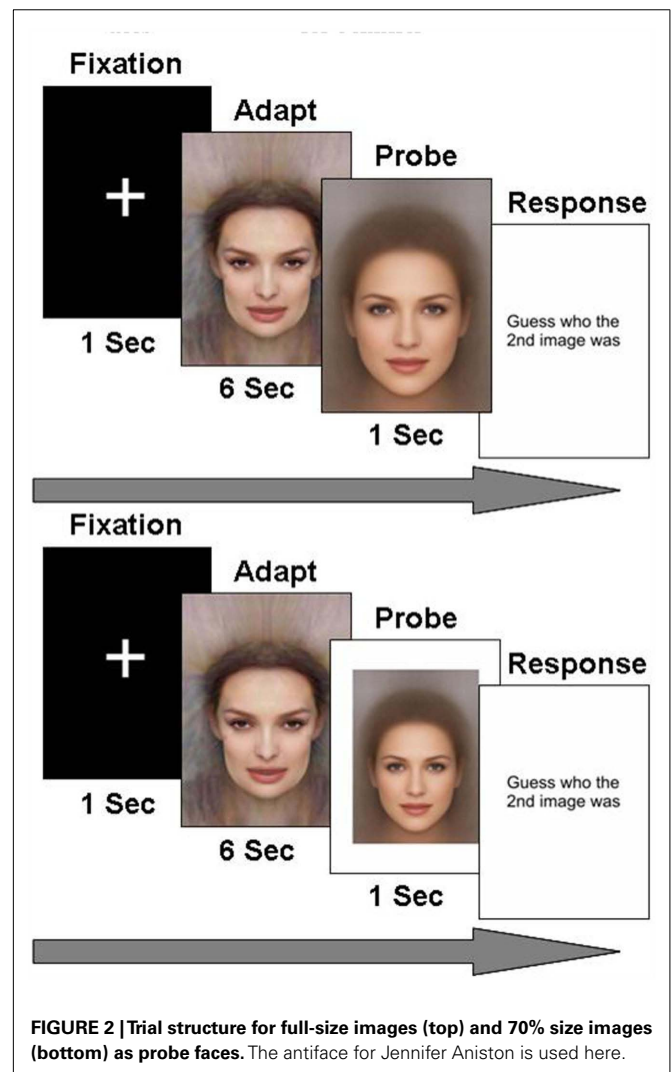 Fixation
Adapt
Probe
Response
Guess who the
2nd image was
1 Sec
6 Sec
1 Sec
Fixation
Adapt
Probe
Response
Guess who the
2nd image was
1 Sec
6 Sec
1 Sec
FIGURE 2 | Trial structure for full-size images (top) and 70% size images
(bottom) as probe faces. The antiface for Jennifer Aniston is used here.